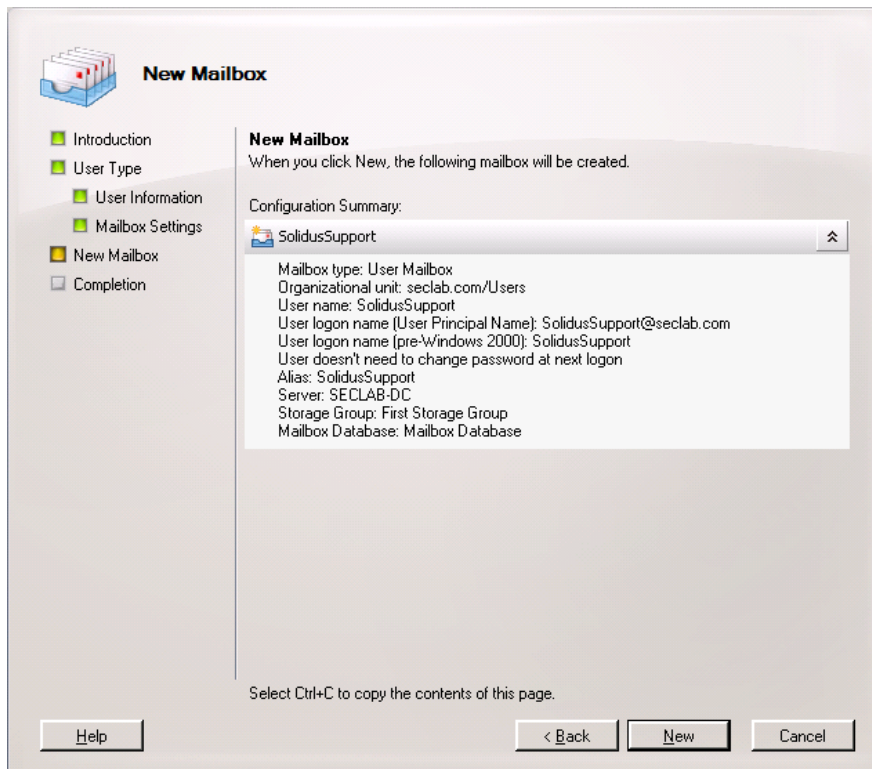 New Mailbox
Introduction
User Type
User Information
Mailbox Settings
New Mailbox
Completion
New Mailbox
When you click New, the following mailbox will be created.
Configuration Summary:
SolidusSupport
Mailbox type: User Mailbox
Organizational unit: seclab.com/Users
User name: SolidusSupport
User logon name (User Principal Name): SolidusSupport@seclab.com
User logon name (pre-Windows 2000): SolidusSupport
User doesn't need to change password at next logon
Alias: SolidusSupport
Server: SECLAB-DC
Storage Group: First Storage Group
Mailbox Database: Mailbox Database
Select Ctrl+C to copy the contents of this page.
Help
< Back
New
Cancel